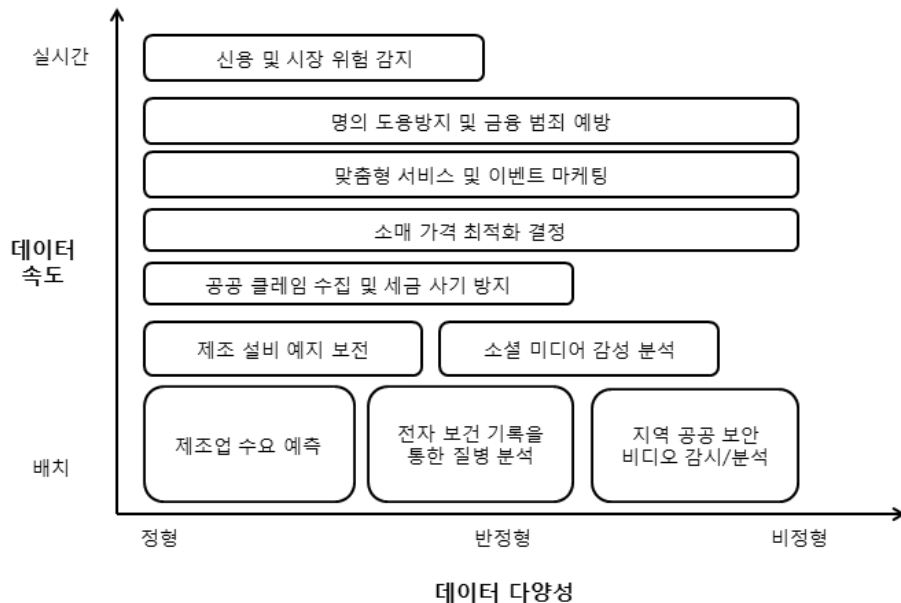 실시간
신용 및 시장 위험 감지
명의 도용방지 및 금융 범죄 예방
맞춤형 서비스 및 이벤트 마케팅
소매 가격 최적화 결정
데이터
속도
공공 클레임 수집 및 세금 사기 방지
제조 설비 예지 보전
소셜 미디어 감성 분석
제조업 수요 예측
전자 보건 기록을
통한 질병 분석
지역 공공 보안
비디오 감시/분석
배치
정형
반정형
비정형
데이터 다양성